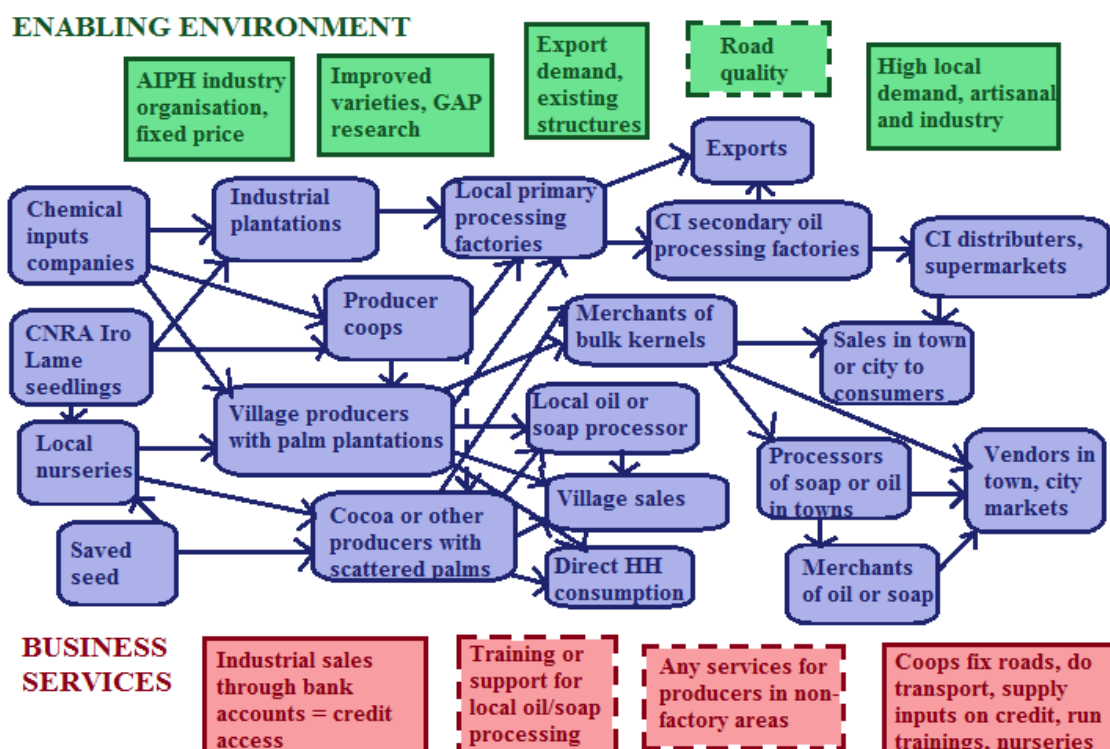 ENABLING ENVIRONMENT
AIPH industry
organisation,
fixed price
Improved
varieties, GAP
research
Export
demand,
existing
structures
Road
quality
High local
demand, artisanal
and industry
Exports
Chemical
inputs
companies
Industrial
plantations
Local primary
processing
factories
CI secondary oil
processing factories
CI distributers,
supermarkets
Producer
coops
Merchants of
bulk kernels
Sales in town
or city to
consumers
CNRA Iro
Lame
seedlings
Village producers
with palm plantations
Local oil or
soap processor
Local
nurseries
Processors
of soap or oil
in towns
Vendors in
town, city
markets
Village sales
Cocoa or other
producers with
scattered palms
Saved
seed
Direct HH
consumption
Merchants
of oil or soap
BUSINESS
SERVICES
Industrial sales
through bank
accounts = credit
access
Training or
support for
local oil/soap
processing
Any services for
producers in non-
factory areas
Coops fix roads, do
transport, supply
inputs on credit, run
trainings, nurseries